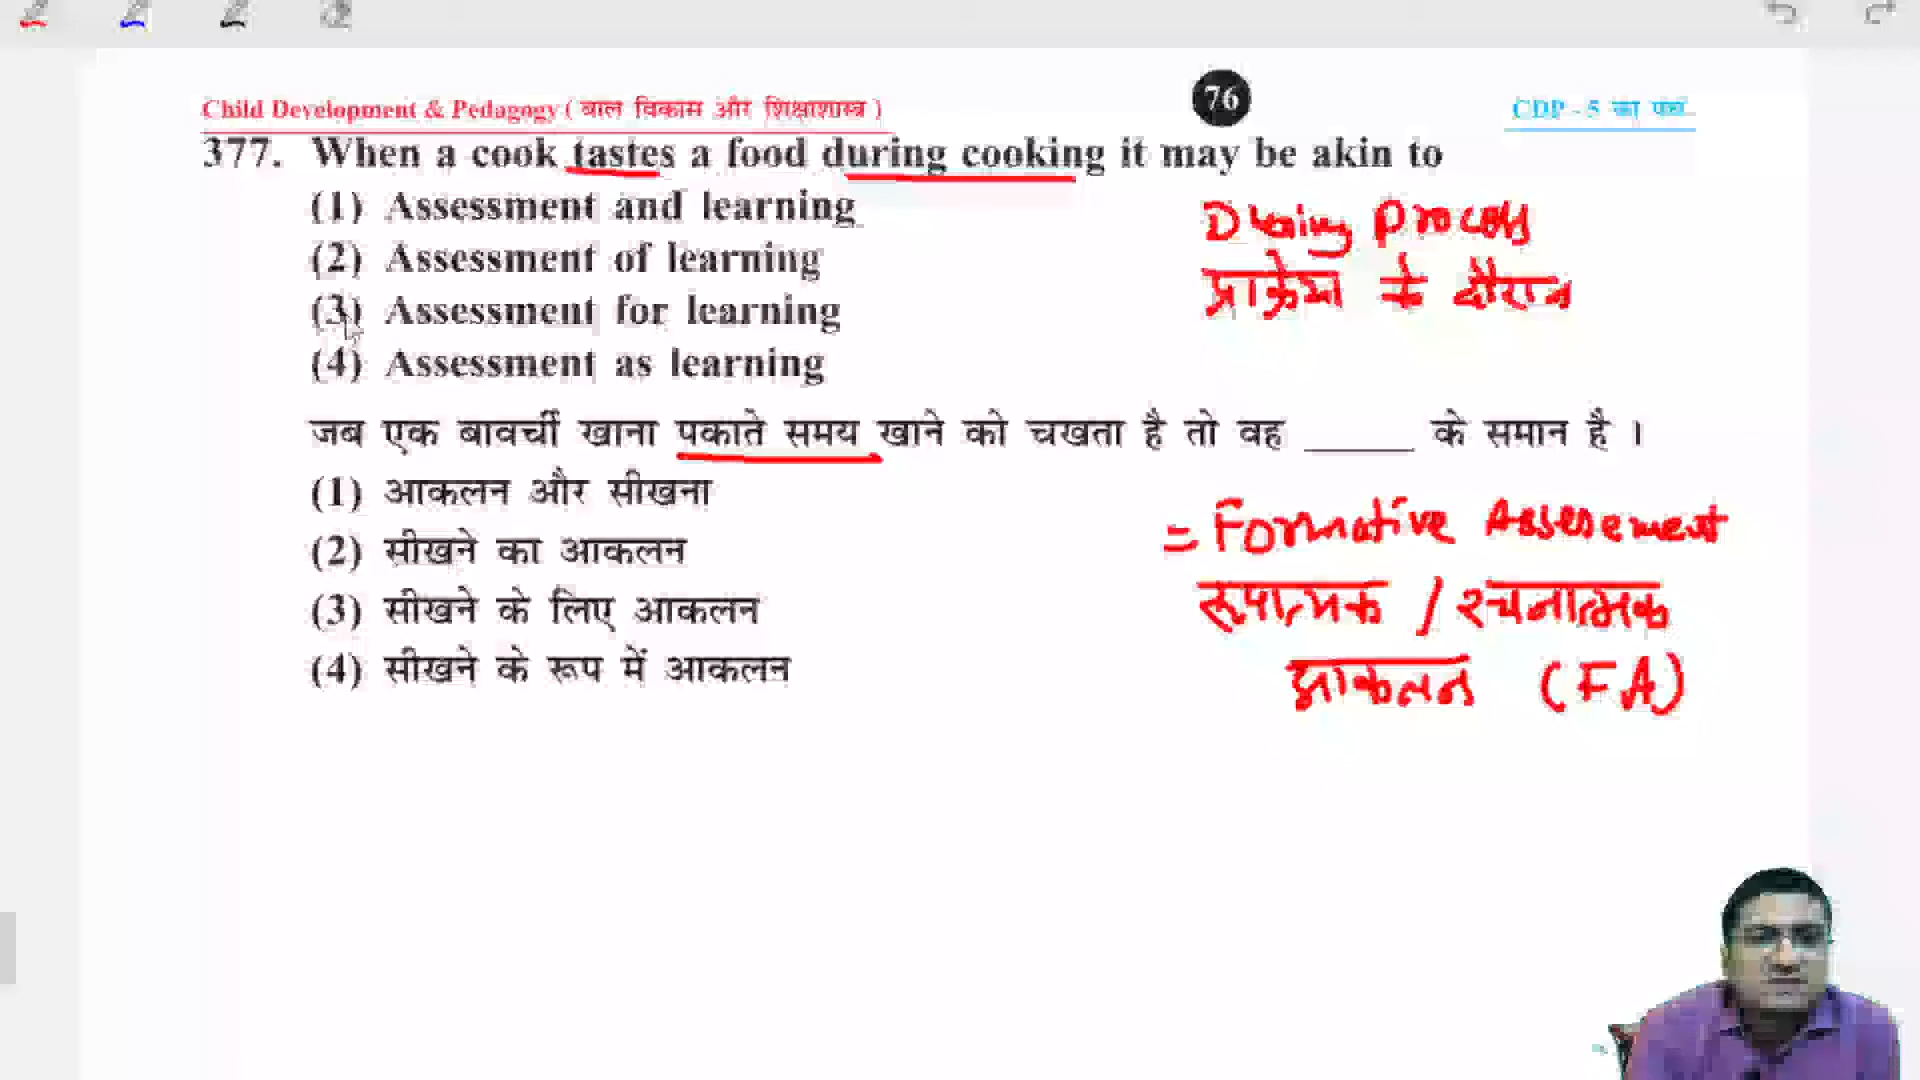 Child Development & Pedagogy ( बाल विकास और शिक्षाशास्त्र )
76
CDP - 5 का पंच
377. When a cook tastes a food during cooking it may be akin to
(1) Assessment and learning
(2) Assessment of learning
(3) Assessment for learning
(4) Assessment as learning
During Process
प्रक्रिया के दौरान
जब एक बावर्ची खाना पकाते समय खाने को चखता है तो वह ______ के समान है ।
(1) आकलन और सीखना
(2) सीखने का आकलन
(3) सीखने के लिए आकलन
(4) सीखने के रूप में आकलन
= Formative Assessment
रूपात्मक / रचनात्मक
आकलन (FA)